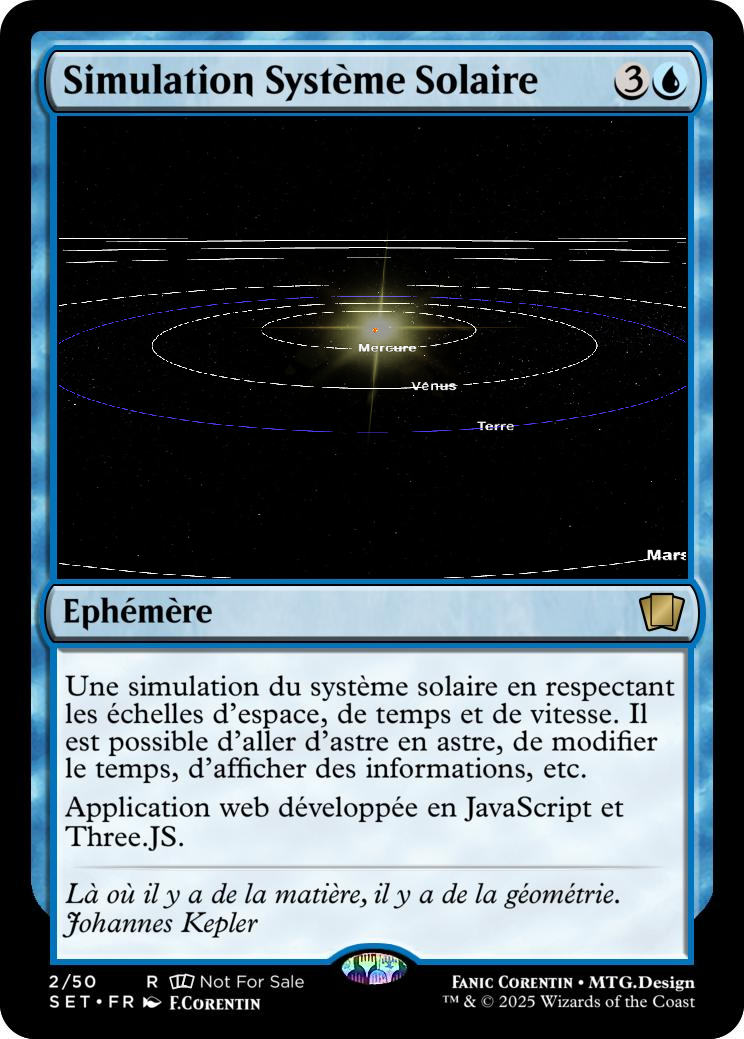 Simulation Système Solaire 3
Mercure
Vénus
Terre
Mars
Ephémère
Une simulation du système solaire en respectant
les échelles d'espace, de temps et de vitesse. Il
est possible d'aller d'astre en astre, de modifier
le temps, d'afficher des informations, etc.
Application web développée en JavaScript et
Three.JS.
Là où il y a de la matière, il y a de la géométrie.
Johannes Kepler
2/50 R Not For Sale
SET • FR F.Corentin
Fanic Corentin • MTG.Design
™ & © 2025 Wizards of the Coast